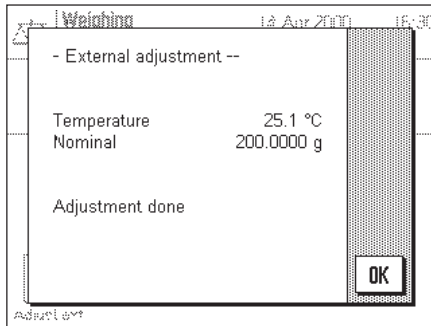 Weighing
- External adjustment --
Temperature 25.1 °C
Nominal 200.0000 g
Adjustment done
OK